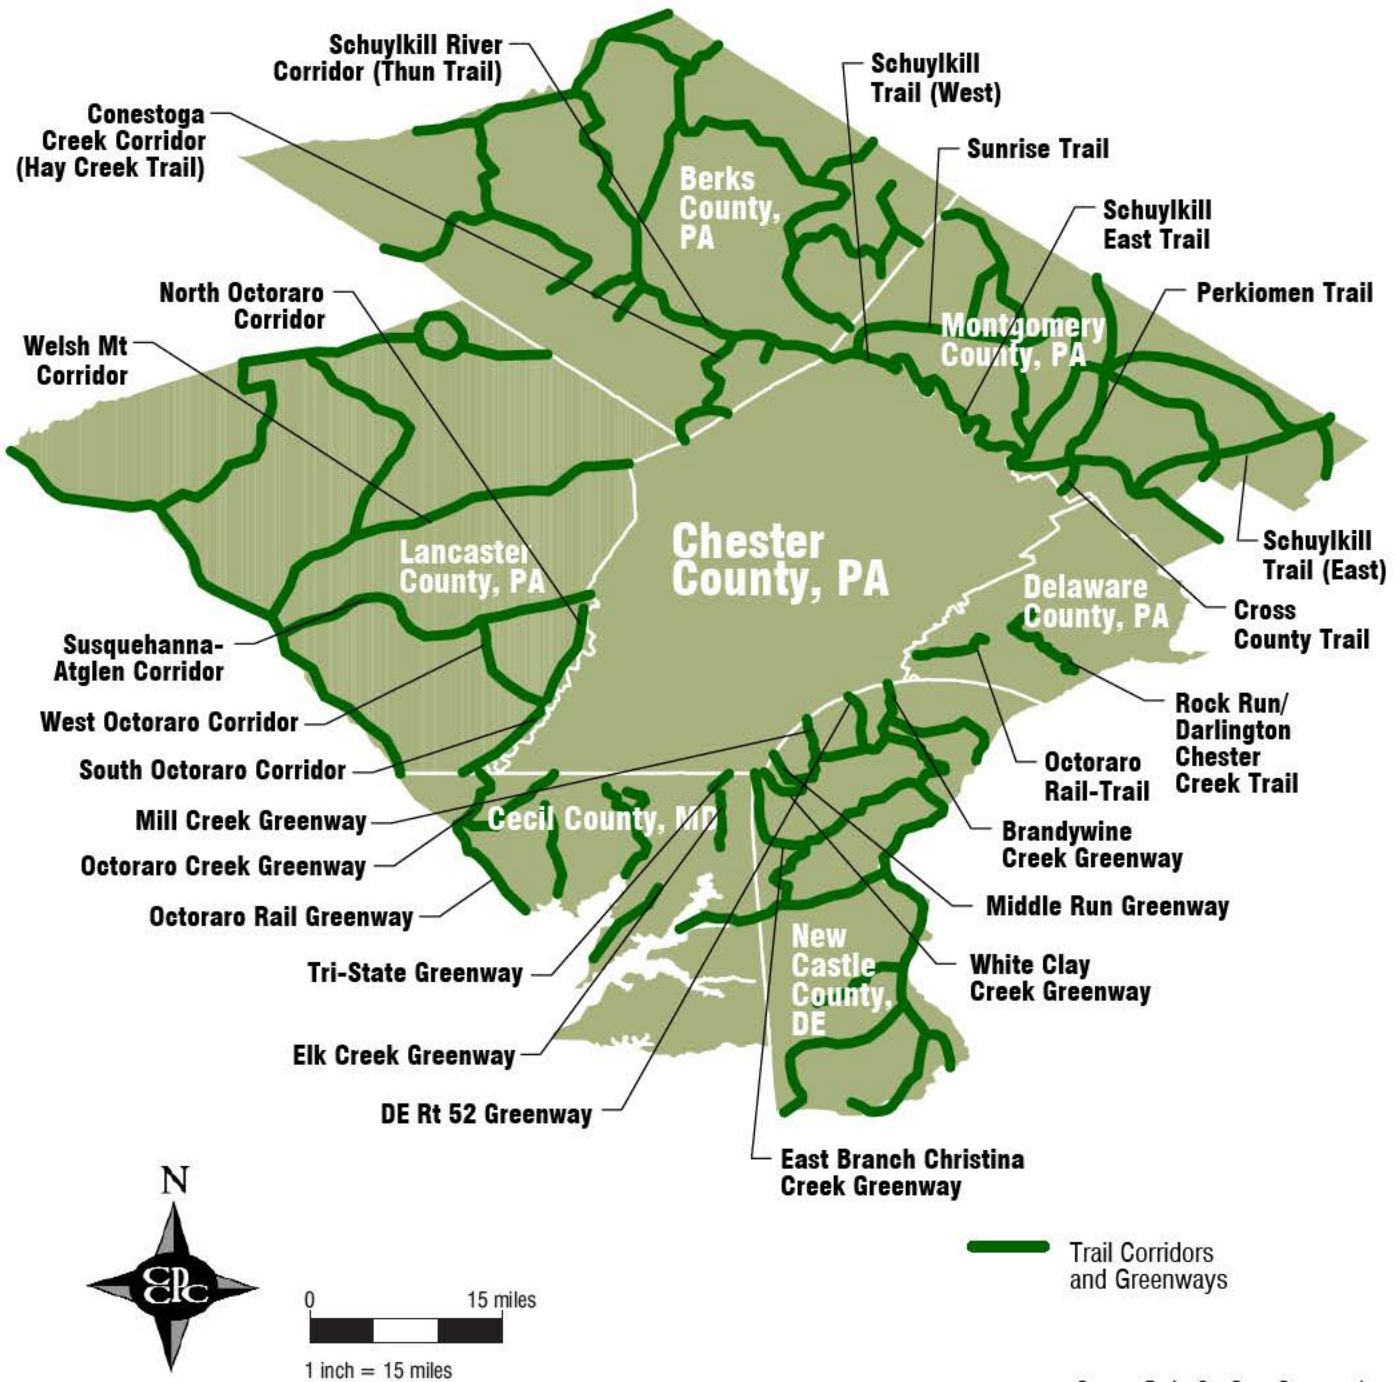 Schuylkill River
Corridor (Thun Trail)
Schuylkill
Trail (West)
Conestoga
Creek Corridor
(Hay Creek Trail)
Sunrise Trail
Berks
County,
PA
Schuylkill
East Trail
North Octoraro
Corridor
Perkiomen Trail
Welsh Mt
Corridor
Montgomery
County, PA
Chester
County, PA
Lancaster
County, PA
Schuylkill
Trail (East)
Delaware
County, PA
Cross
County Trail
Susquehanna-
Atglen Corridor
West Octoraro Corridor
Rock Run/
Darlington
Chester
Creek Trail
South Octoraro Corridor
Octoraro
Rail-Trail
Mill Creek Greenway
Cecil County, MD
Brandywine
Creek Greenway
Octoraro Creek Greenway
Middle Run Greenway
Octoraro Rail Greenway
New
Castle
County,
DE
Tri-State Greenway
White Clay
Creek Greenway
Elk Creek Greenway
DE Rt 52 Greenway
East Branch Christina
Creek Greenway
N
CP
CPC
Trail Corridors
and Greenways
0 15 miles
1 inch = 15 miles